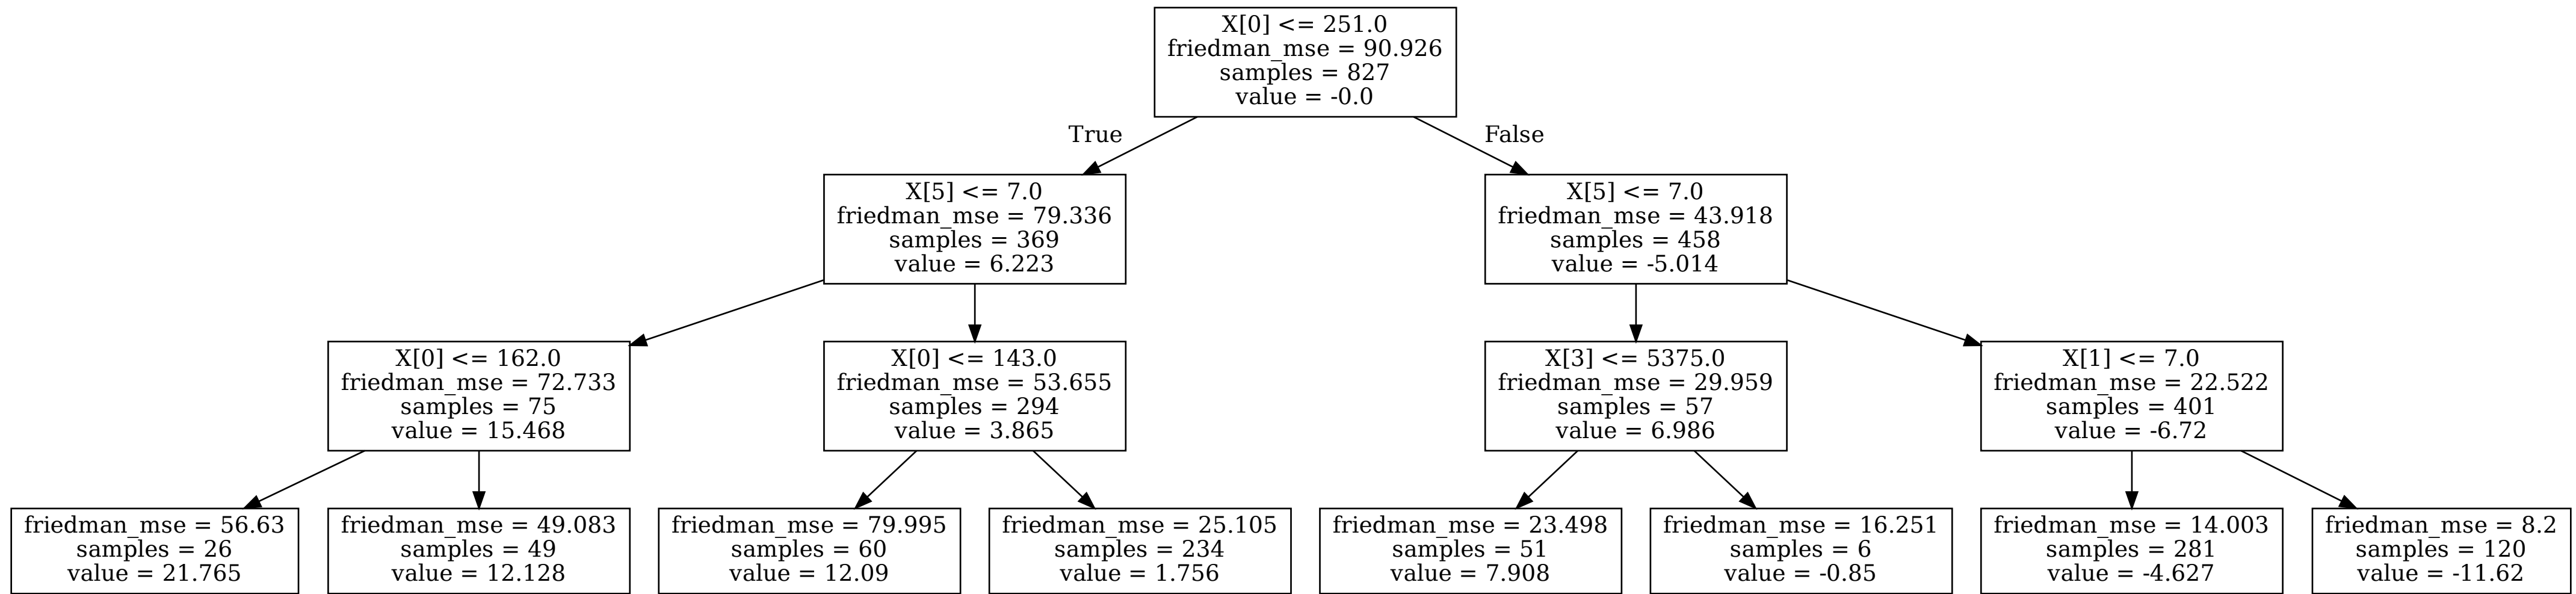 X[0] <= 251.0
friedman_mse = 90.926
samples = 827
value = -0.0
True
False
X[5] <= 7.0
friedman_mse = 79.336
samples = 369
value = 6.223
X[5] <= 7.0
friedman_mse = 43.918
samples = 458
value = -5.014
X[0] <= 162.0
friedman_mse = 72.733
samples = 75
value = 15.468
X[0] <= 143.0
friedman_mse = 53.655
samples = 294
value = 3.865
X[3] <= 5375.0
friedman_mse = 29.959
samples = 57
value = 6.986
X[1] <= 7.0
friedman_mse = 22.522
samples = 401
value = -6.72
friedman_mse = 56.63
samples = 26
value = 21.765
friedman_mse = 49.083
samples = 49
value = 12.128
friedman_mse = 79.995
samples = 60
value = 12.09
friedman_mse = 25.105
samples = 234
value = 1.756
friedman_mse = 23.498
samples = 51
value = 7.908
friedman_mse = 16.251
samples = 6
value = -0.85
friedman_mse = 14.003
samples = 281
value = -4.627
friedman_mse = 8.2
samples = 120
value = -11.62